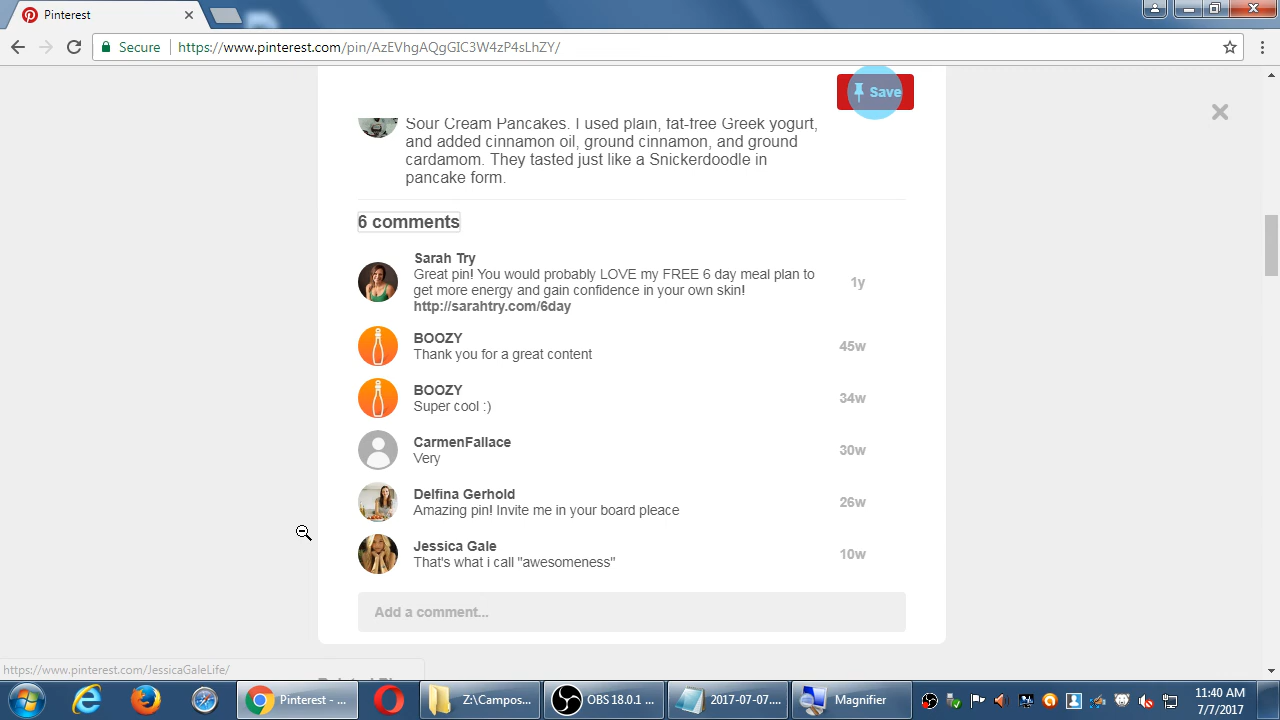 Pinterest
Secure
https://www.pinterest.com/pin/AzEVhgAQgGIC3W4zP4sLhZY/
Save
Sour Cream Pancakes. I used plain, fat-free Greek yogurt,
and added cinnamon oil, ground cinnamon, and ground
cardamom. They tasted just like a Snickerdoodle in
pancake form.
6 comments
Sarah Try
Great pin! You would probably LOVE my FREE 6 day meal plan to
get more energy and gain confidence in your own skin!
http://sarahtry.com/6day
1y
BOOZY
Thank you for a great content
45w
BOOZY
Super cool :)
34w
CarmenFallace
Very
30w
Delfina Gerhold
Amazing pin! Invite me in your board pleace
26w
Jessica Gale
That's what i call "awesomeness"
10w
Add a comment...
https://www.pinterest.com/JessicaGaleLife/
Pinterest - ...
Z:\Campos...
OBS 18.0.1 ...
2017-07-07....
Magnifier
11:40 AM
7/7/2017